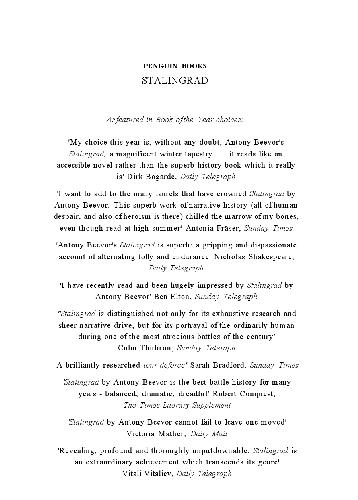 PENGUIN BOOKS
STALINGRAD
As featured in Book of the Year choices:
'My choice this year is, without any doubt, Antony Beevor's
Stalingrad, a magnificent winter tapestry ... it reads like an
accessible novel rather than the superb history book which it really
is' Dirk Bogarde, Daily Telegraph
'I want to add to the many laurels that have crowned Stalingrad by
Antony Beevor. This superb work of narrative history (all of human
despair, and also of heroism is there) chilled the marrow of my bones,
even though read at high summer' Antonia Fraser, Sunday Times
'Antony Beevor's Stalingrad is superb: a gripping and dispassionate
account of alternating folly and endurance' Nicholas Shakespeare,
Daily Telegraph
'I have recently read and been hugely impressed by Stalingrad by
Antony Beevor' Ben Elton, Sunday Telegraph
'Stalingrad is distinguished not only for its exhaustive research and
sheer narrative drive, but for its portrayal of the ordinarily human
during one of the most atrocious battles of the century'
Colin Thubron, Sunday Telegraph
'A brilliantly researched tour de force' Sarah Bradford, Sunday Times
'Stalingrad by Antony Beevor is the best battle history for many
years - balanced, dramatic, dreadful' Robert Conquest,
The Times Literary Supplement
'Stalingrad by Antony Beevor cannot fail to leave one moved'
Victoria Mather, Daily Mail
'Revealing, profound and thoroughly unputdownable, Stalingrad is
an extraordinary achievement which transcends its genre'
Vitali Vitaliev, Daily Telegraph